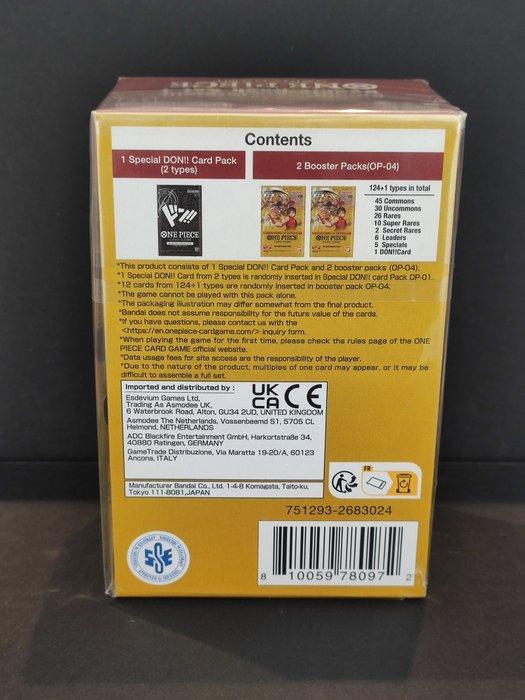 ONE PIECE
Contents
1 Special DON!! Card Pack
(2 types)
2 Booster Packs(OP-04)
124+1 types in total
45 Commons
30 Uncommons
26 Rares
10 Super Rares
2 Secret Rares
6 Leaders
5 Specials
1 DON!!Card
ドン!!
ONE PIECE
ONE PIECE
ONE PIECE
*This product consists of 1 Special DON!! Card Pack and 2 booster packs (OP-04).
*1 Special DON!! Card from 2 types is randomly inserted in Special DON!! Card Pack DP-01.
*12 cards from 124+1 types are randomly inserted in booster pack OP-04.
*The game cannot be played with this pack alone.
*The packaging illustration may differ somewhat from the final product.
*Bandai does not assume responsibility for the future value of the cards.
*If you have questions, please contact us with the
<https://en.onepiece-cardgame.com/> inquiry form.
*When playing the game for the first time, please check the rules page of the ONE
PIECE CARD GAME official website.
*Data usage fees for site access are the responsibility of the player.
*Due to the nature of the product, multiples of one card may appear, or it may be
difficult to assemble a full set.
Imported and distributed by :
UK
CA CE
Esdevium Games Ltd,
Trading As Asmodee UK,
6 Waterbrook Road, Alton, GU34 2UD, UNITED KINGDOM
Asmodee The Netherlands, Vossenbeemd 51, 5705 CL
Helmond, NETHERLANDS
ADC Blackfire Entertainment GmbH, Harkortstraße 34,
40880 Ratingen, GERMANY
GameTrade Distribuzione, Via Maratta 19-20/A, 60123
Ancona, ITALY
Manufacturer Bandai Co., Ltd. 1-4-8 Komagata, Taito-ku,
Tokyo 111-8081,JAPAN
FR
751293-2683024
8 10059 78097 2